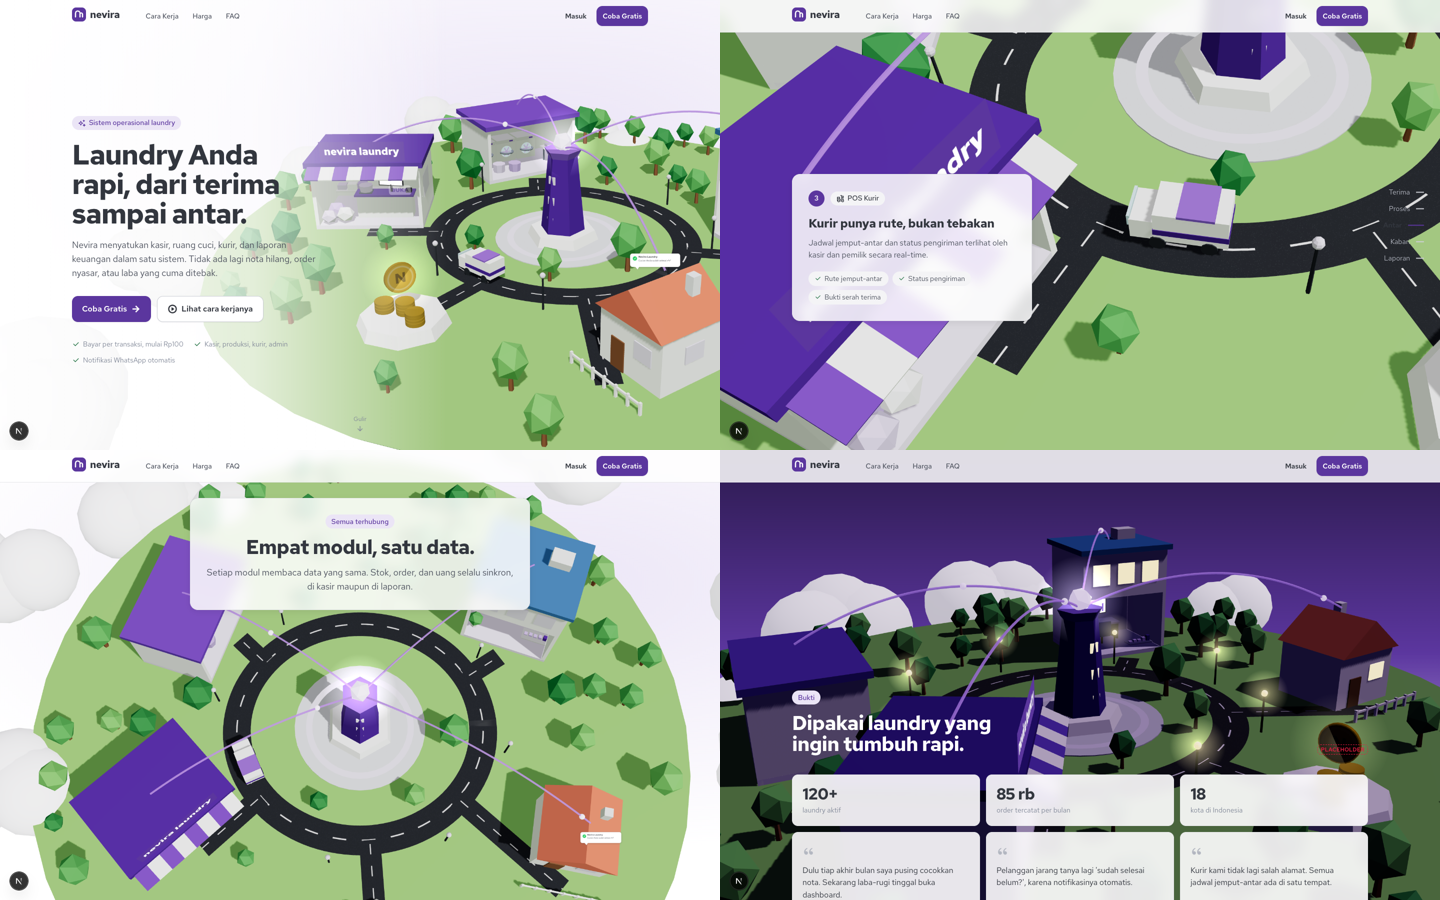 nevira
Cara Kerja
Harga
FAQ
Masuk
Coba Gratis
Sistem operasional laundry
Laundry Anda
rapi, dari terima
sampai antar.
Nevira menyatukan kasir, ruang cuci, kurir, dan laporan
keuangan dalam satu sistem. Tidak ada lagi nota hilang, order
nyasar, atau laba yang cuma ditebak.
Coba Gratis
Lihat cara kerjanya
Bayar per transaksi, mulai Rp100
Kasir, produksi, kurir, admin
Notifikasi WhatsApp otomatis
nevira laundry
N
Gulir
N
nevira
Cara Kerja
Harga
FAQ
Masuk
Coba Gratis
3
POS Kurir
Kurir punya rute, bukan tebakan
Jadwal jemput-antar dan status pengiriman terlihat oleh
kasir dan pemilik secara real-time.
Rute jemput-antar
Status pengiriman
Bukti serah terima
Terima
Proses
Kabar
Laporan
N
nevira
Cara Kerja
Harga
FAQ
Masuk
Coba Gratis
Semua terhubung
Empat modul, satu data.
Setiap modul membaca data yang sama. Stok, order, dan uang selalu sinkron,
di kasir maupun di laporan.
nevira laundry
N
nevira
Cara Kerja
Harga
FAQ
Masuk
Coba Gratis
Bukti
Dipakai laundry yang
ingin tumbuh rapi.
PLACEHOLDER
120+
laundry aktif
85 rb
order tercatat per bulan
18
kota di Indonesia
“
Dulu tiap akhir bulan saya pusing cocokkan
nota. Sekarang laba-rugi tinggal buka
dashboard.
“
Pelanggan jarang tanya lagi 'sudah selesai
belum?', karena notifikasinya otomatis.
“
Kurir kami tidak lagi salah alamat. Semua
jadwal jemput-antar ada di satu tempat.
N